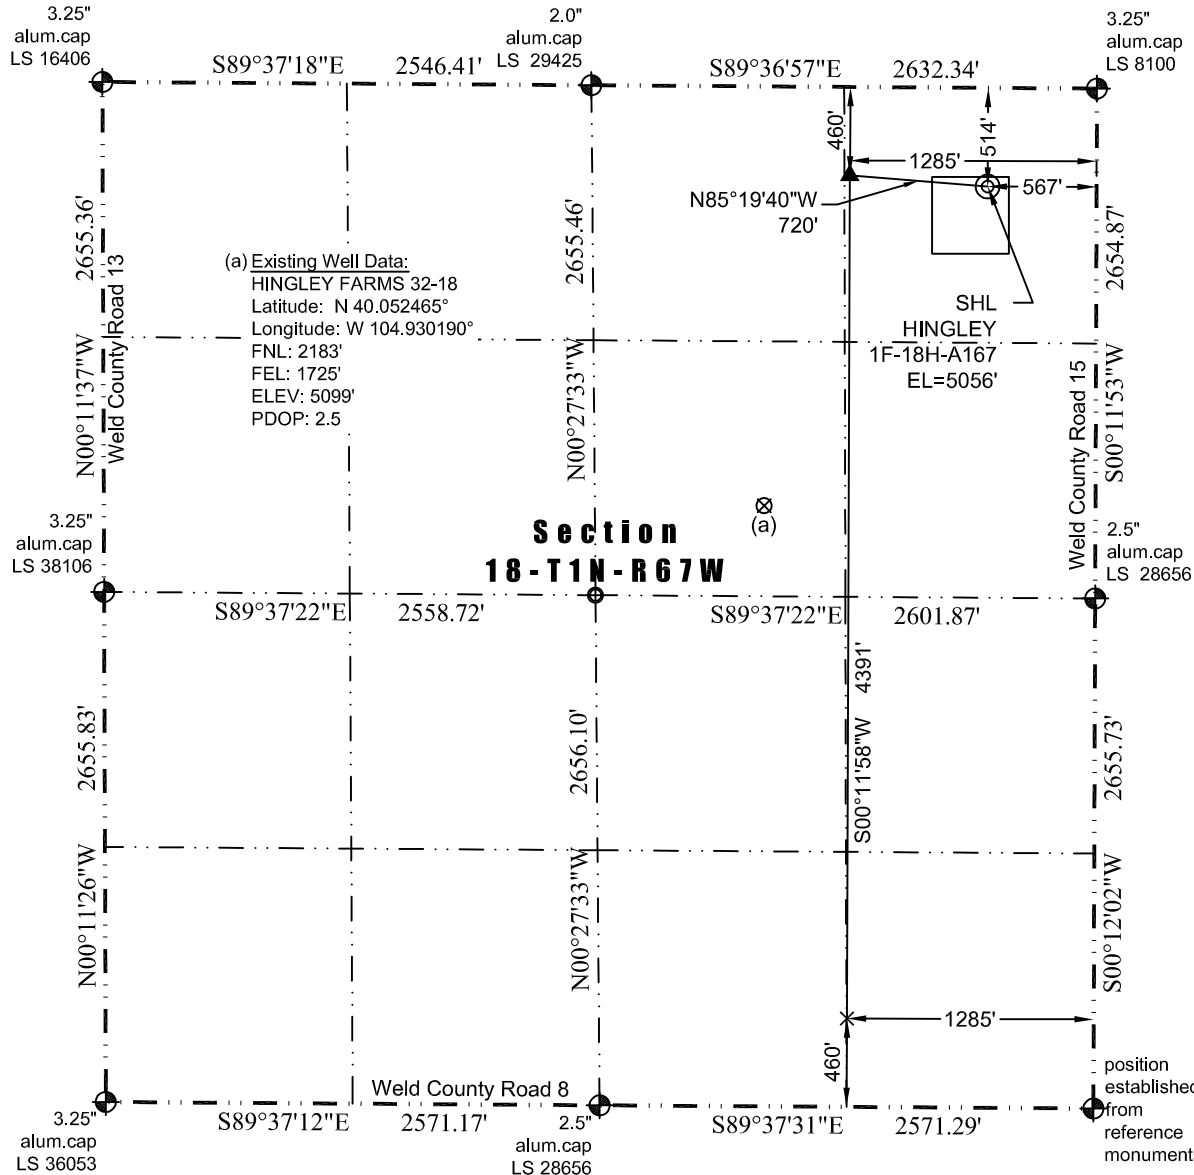 3.25"
alum.cap
LS 16406
2.0"
alum.cap
LS 29425
3.25"
alum.cap
LS 8100
S89°37'18"E
2546.41'
S89°36'57"E
2632.34'
460'
514'
1285'
567'
N85°19'40"W
720'
2655.36'
Weld County Road 13
N00°11'37"W
2655.46'
N00°27'33"W
2654.87'
S00°11'53"W
Weld County Road 15
(a) Existing Well Data:
HINGLEY FARMS 32-18
Latitude: N 40.052465°
Longitude: W 104.930190°
FNL: 2183'
FEL: 1725'
ELEV: 5099'
PDOP: 2.5
SHL
HINGLEY
1F-18H-A167
EL=5056'
(a)
Section
18-T1N-R67W
3.25"
alum.cap
LS 38106
2.5"
alum.cap
LS 28656
S89°37'22"E
2558.72'
S89°37'22"E
2601.87'
4391'
S00°11'58"W
2655.83'
N00°11'26"W
2656.10'
N00°27'33"W
2655.73'
S00°12'02"W
1285'
460'
Weld County Road 8
S89°37'12"E
2571.17'
S89°37'31"E
2571.29'
3.25"
alum.cap
LS 36053
2.5"
alum.cap
LS 28656
position
established
from
reference
monument